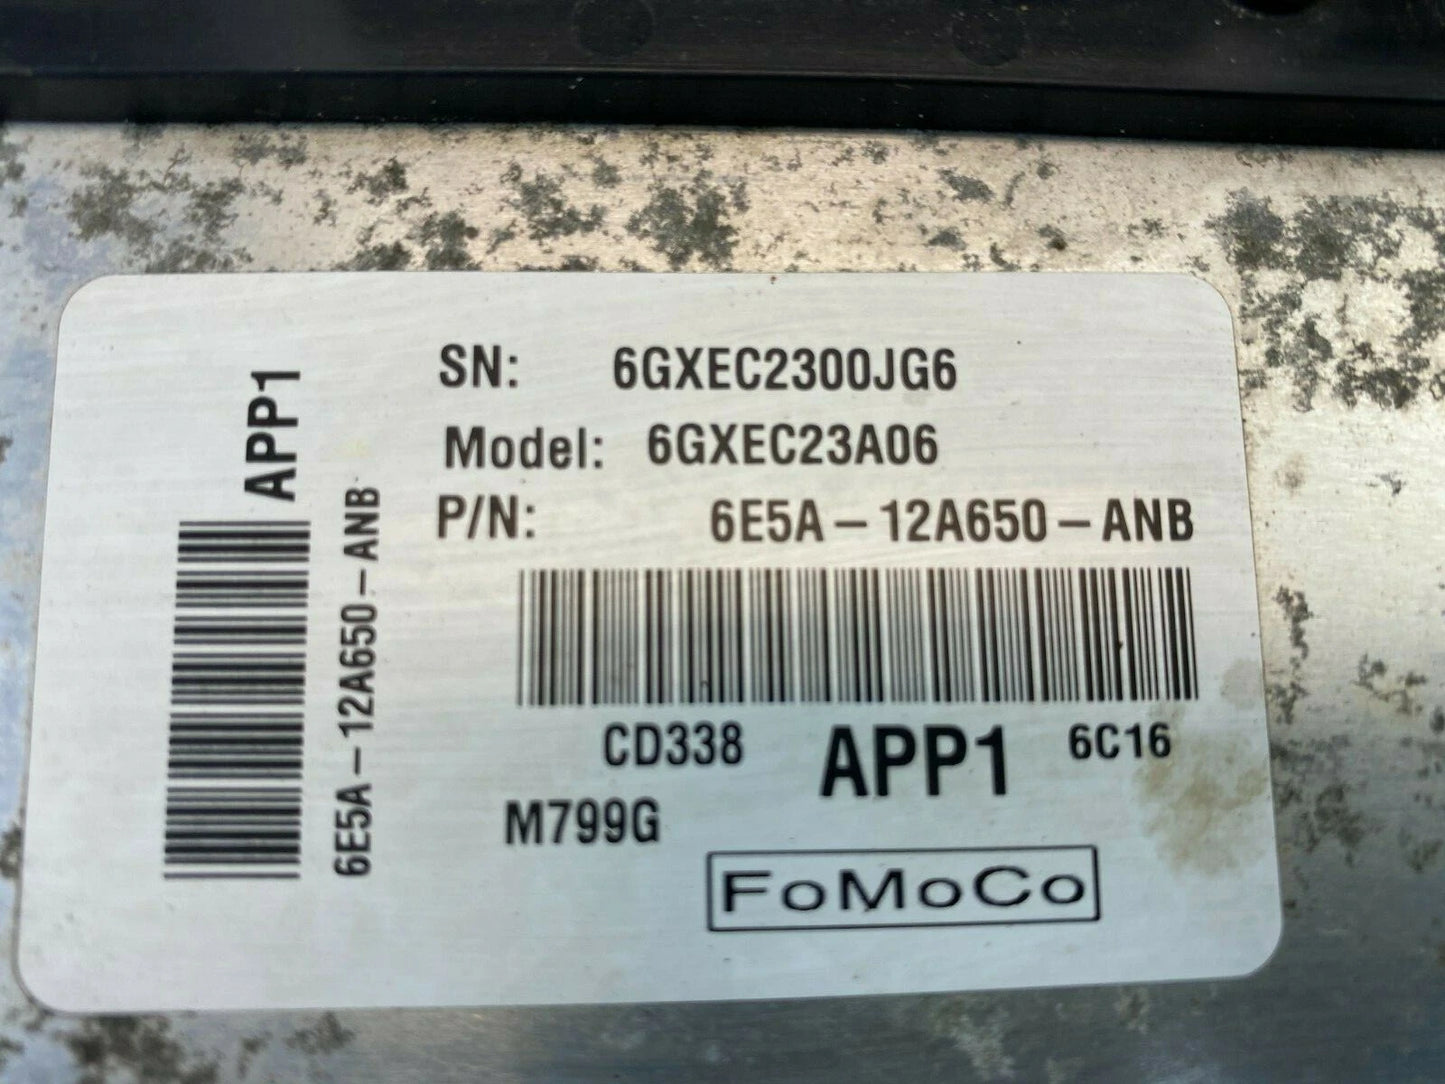 SN: 6GXEC2300JG6
Model: 6GXEC23A06
P/N: 6E5A-12A650-ANB
CD338 APP1 6C16
M799G
FoMoCo
APP1
6E5A-12A650-ANB